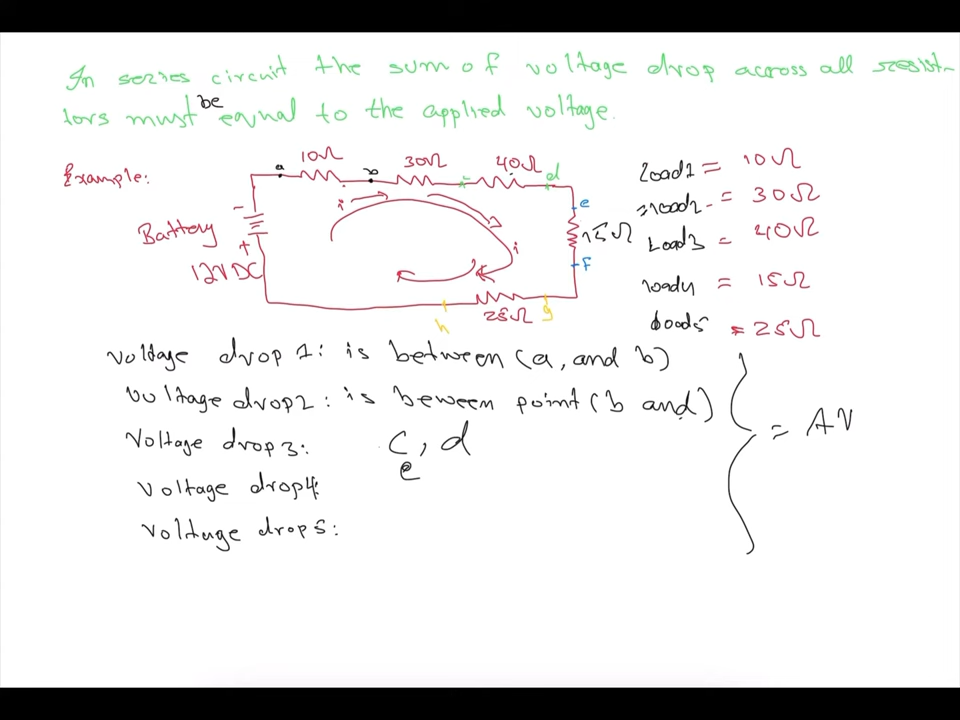 In series circuit the sum of voltage drop across all resist-
tors must be equal to the applied voltage.
Example:
10Ω
30Ω
40Ω
a
b
c
d
e
f
g
h
i
i
Battery
-
+
12V DC
15Ω
25Ω
Load1 = 10Ω
Load2 = 30Ω
Load3 = 40Ω
load4 = 15Ω
load5 = 25Ω
voltage drop 1: is between (a, and b)
voltage drop2: is beween point (b and)
voltage drop3: c, d
e
voltage drop4:
voltage drop5:
= AV